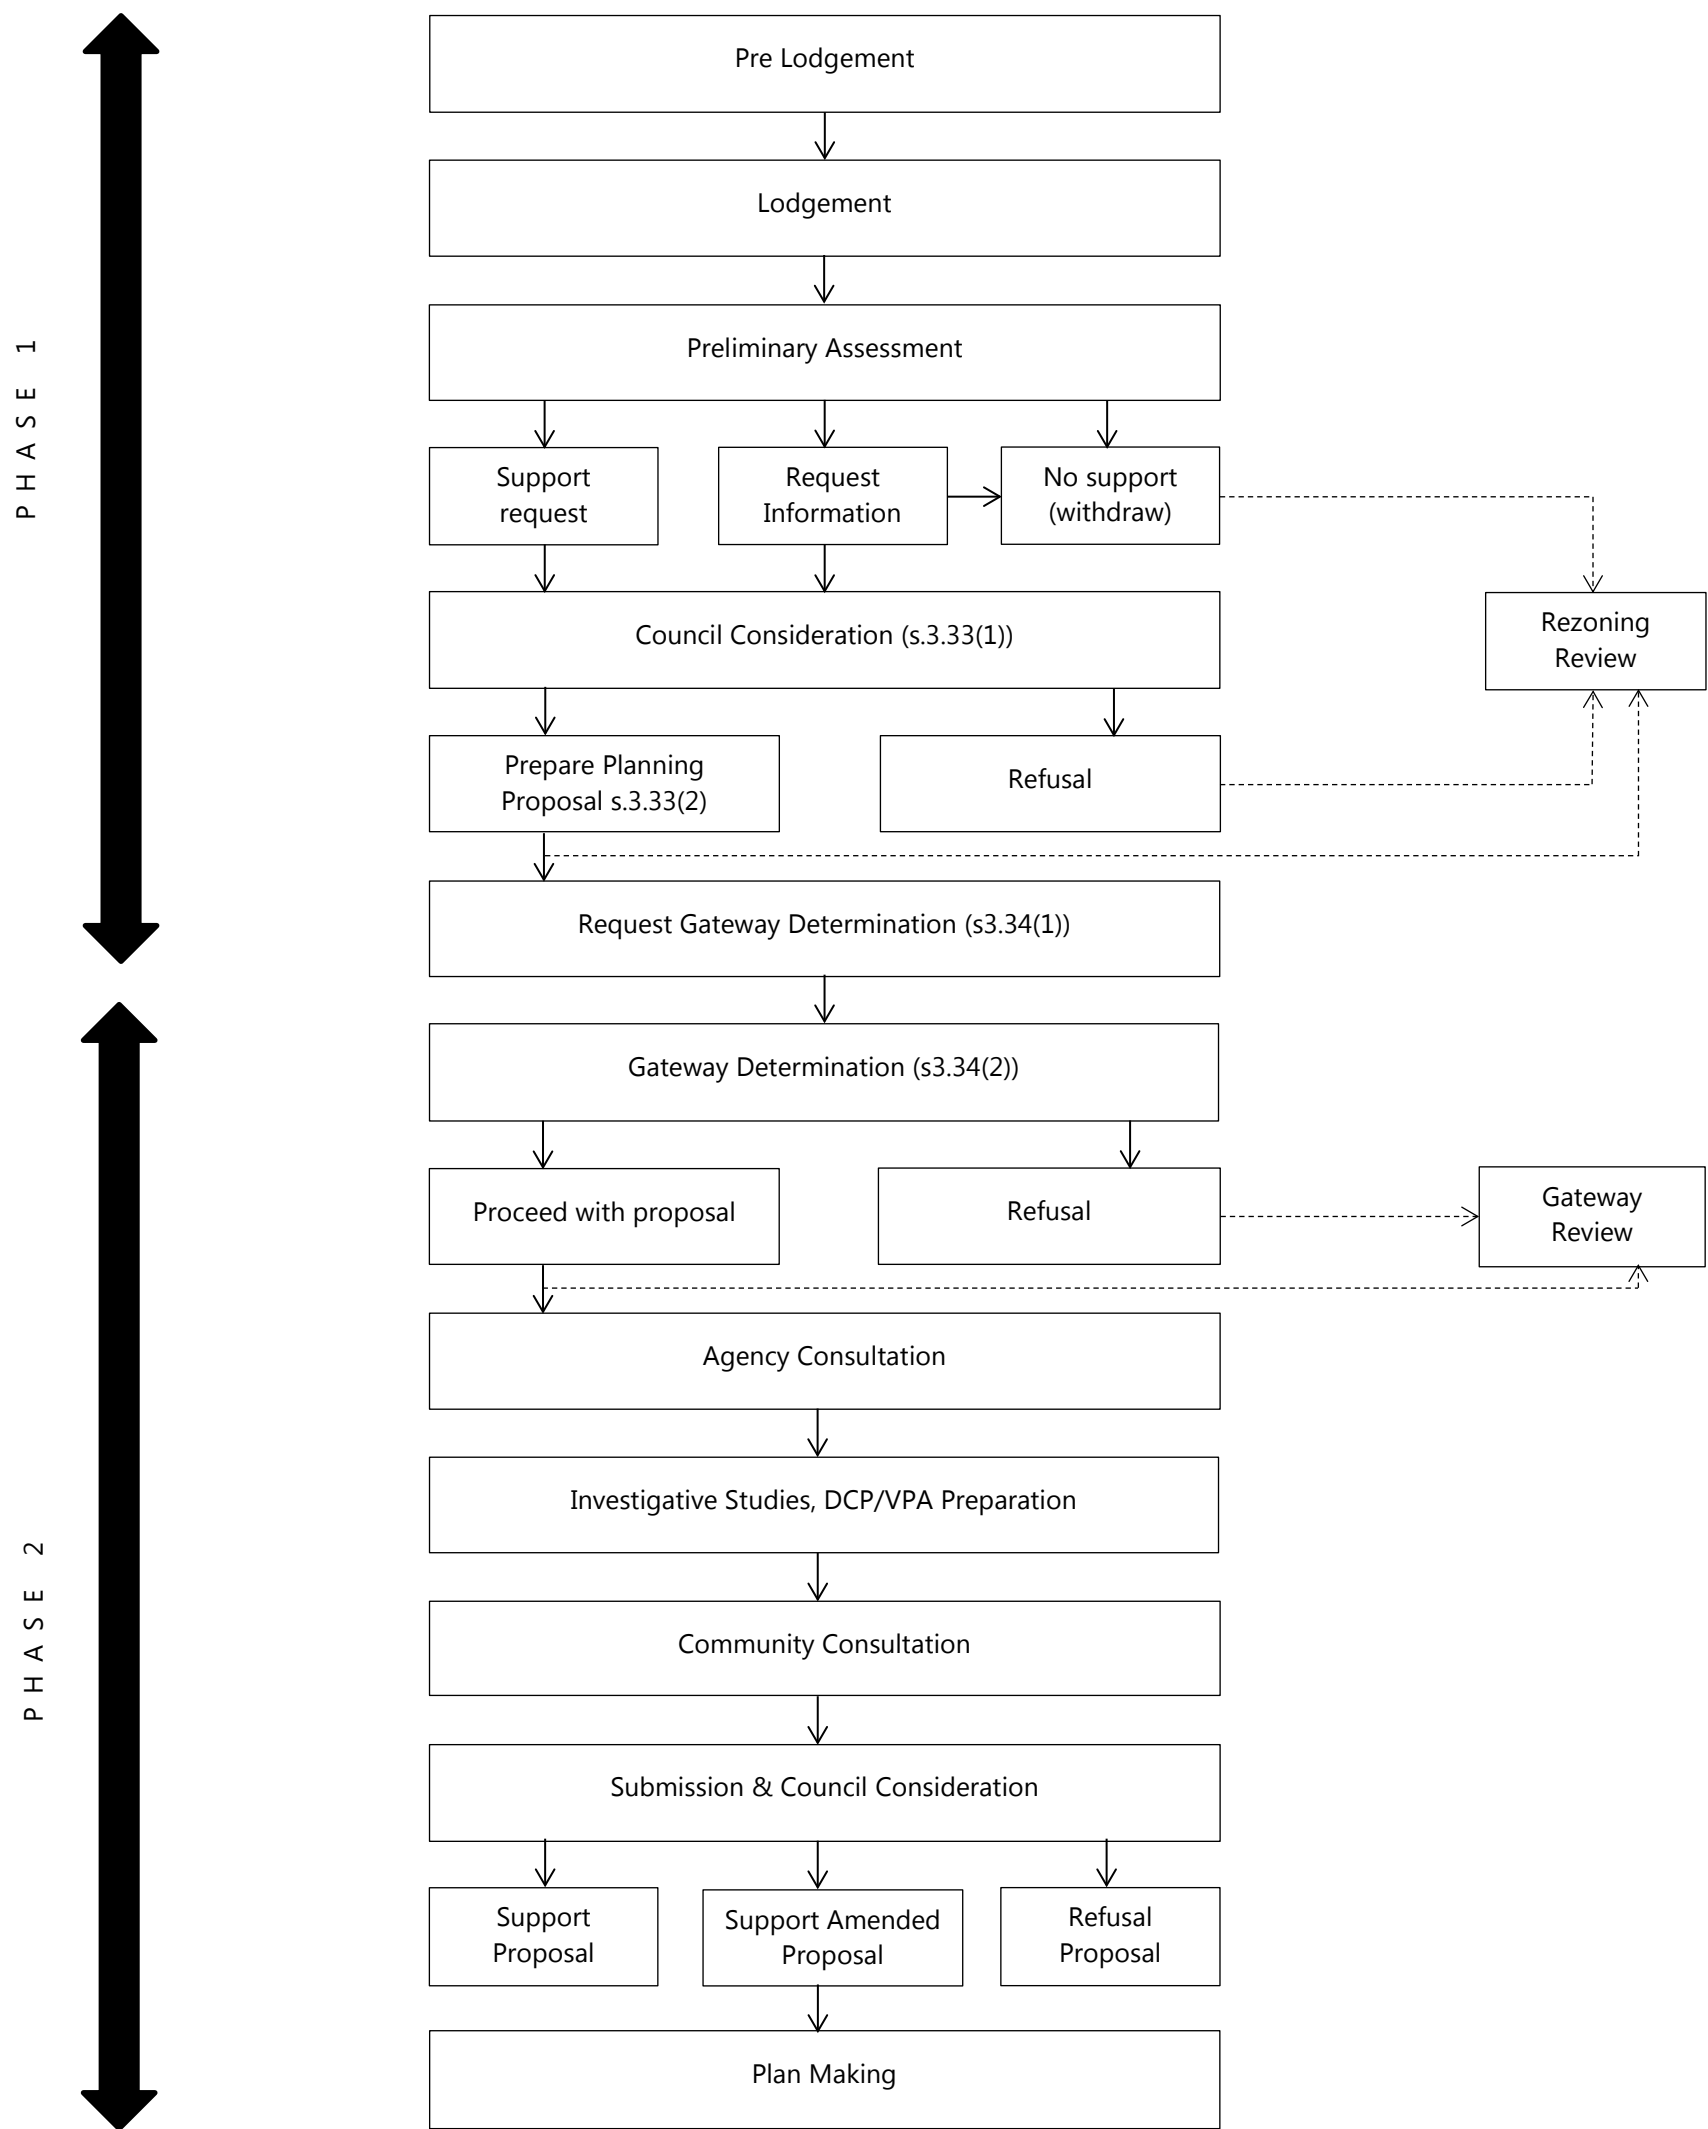 Pre Lodgement
Lodgement
PHASE 1
Preliminary Assessment
Support
request
Request
Information
No support
(withdraw)
Council Consideration (s.3.33(1))
Rezoning
Review
Prepare Planning
Proposal s.3.33(2)
Refusal
Request Gateway Determination (s3.34(1))
Gateway Determination (s3.34(2))
Proceed with proposal
Refusal
Gateway
Review
Agency Consultation
Investigative Studies, DCP/VPA Preparation
PHASE 2
Community Consultation
Submission & Council Consideration
Support
Proposal
Support Amended
Proposal
Refusal
Proposal
Plan Making